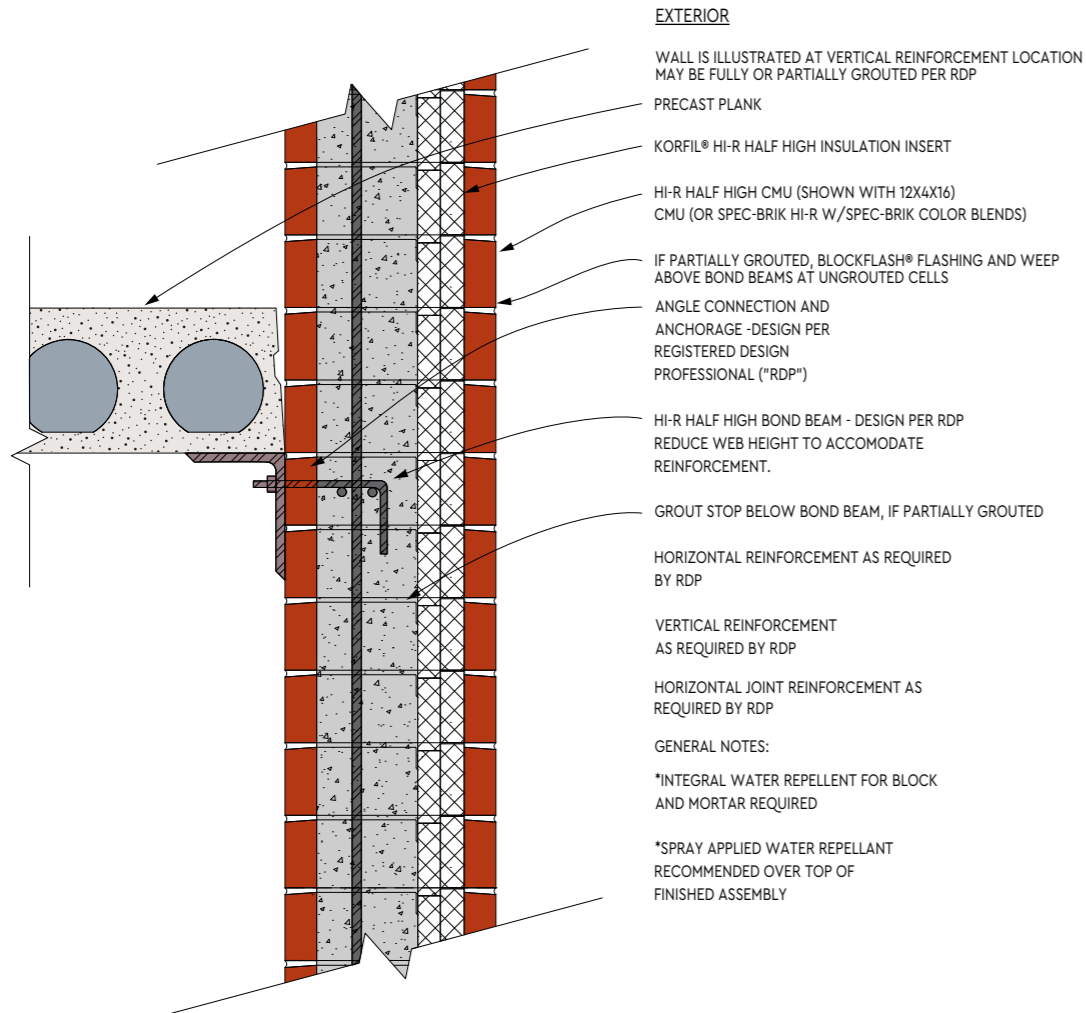 EXTERIOR
WALL IS ILLUSTRATED AT VERTICAL REINFORCEMENT LOCATION
MAY BE FULLY OR PARTIALLY GROUTED PER RDP
PRECAST PLANK
KORFIL® HI-R HALF HIGH INSULATION INSERT
HI-R HALF HIGH CMU (SHOWN WITH 12X4X16)
CMU (OR SPEC-BRIK HI-R W/SPEC-BRIK COLOR BLENDS)
IF PARTIALLY GROUTED, BLOCKFLASH® FLASHING AND WEEP
ABOVE BOND BEAMS AT UNGROUTED CELLS
ANGLE CONNECTION AND
ANCHORAGE -DESIGN PER
REGISTERED DESIGN
PROFESSIONAL ("RDP")
HI-R HALF HIGH BOND BEAM - DESIGN PER RDP
REDUCE WEB HEIGHT TO ACCOMODATE
REINFORCEMENT.
GROUT STOP BELOW BOND BEAM, IF PARTIALLY GROUTED
HORIZONTAL REINFORCEMENT AS REQUIRED
BY RDP
VERTICAL REINFORCEMENT
AS REQUIRED BY RDP
HORIZONTAL JOINT REINFORCEMENT AS
REQUIRED BY RDP
GENERAL NOTES:
*INTEGRAL WATER REPELLENT FOR BLOCK
AND MORTAR REQUIRED
*SPRAY APPLIED WATER REPELLANT
RECOMMENDED OVER TOP OF
FINISHED ASSEMBLY